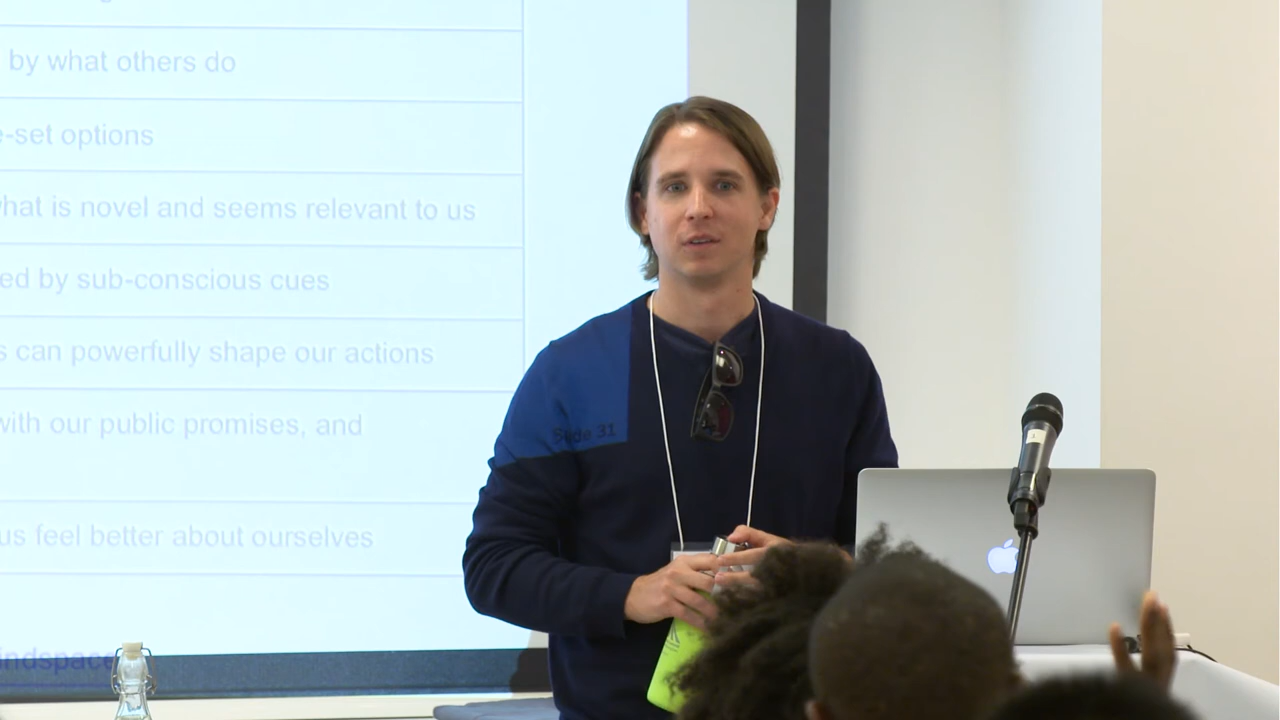 by what others do
e-set options
hat is novel and seems relevant to us
ed by sub-conscious cues
s can powerfully shape our actions
with our public promises, and
us feel better about ourselves
Slide 31
indspace